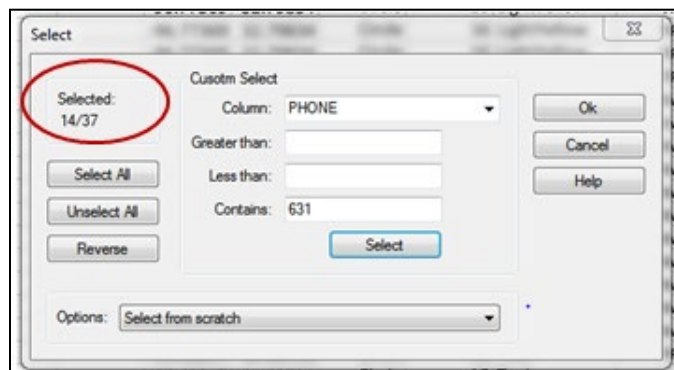 Select
Selected:
14/37
Select All
Unselect All
Reverse
Cusotm Select
Column: PHONE
Greater than:
Less than:
Contains: 631
Select
Ok
Cancel
Help
Options: Select from scratch